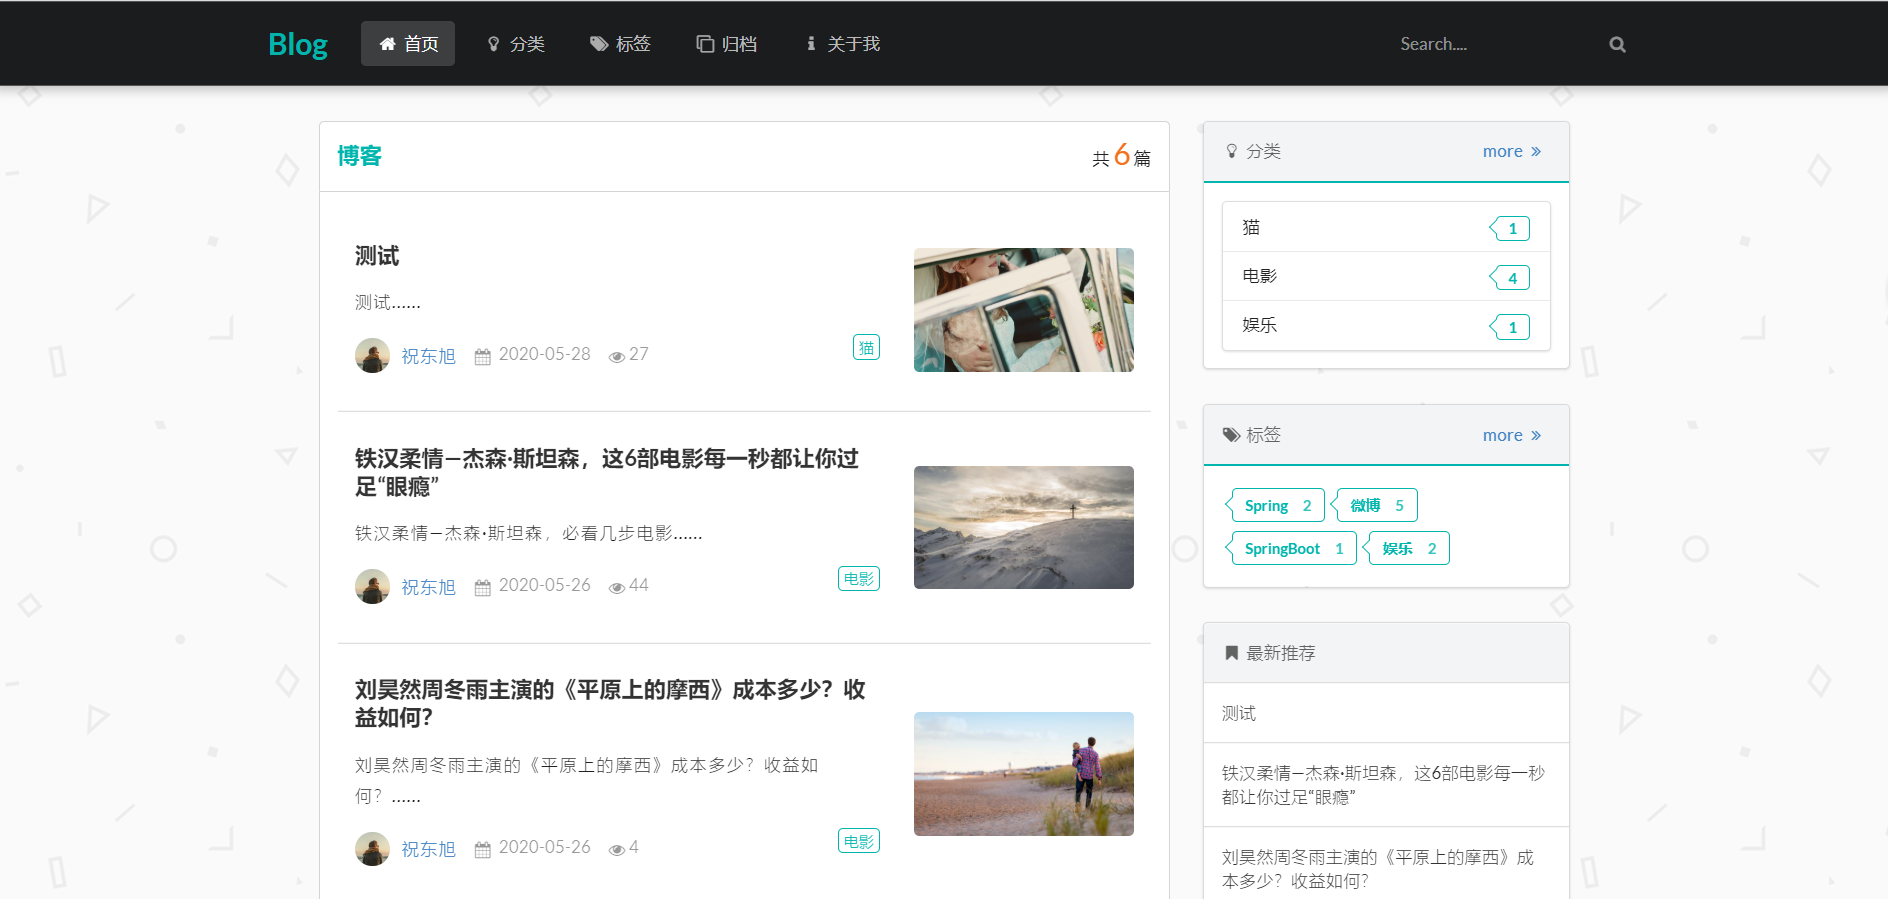 Blog 首页 分类 标签 归档 关于我 Search....
博客 共 6 篇
测试
测试......
祝东旭 2020-05-28 27 猫
铁汉柔情—杰森·斯坦森，这6部电影每一秒都让你过
足“眼瘾”
铁汉柔情—杰森·斯坦森，必看几步电影......
祝东旭 2020-05-26 44 电影
刘昊然周冬雨主演的《平原上的摩西》成本多少？收
益如何？
刘昊然周冬雨主演的《平原上的摩西》成本多少？收益如
何？......
祝东旭 2020-05-26 4 电影
分类 more »
猫 1
电影 4
娱乐 1
标签 more »
Spring 2 微博 5
SpringBoot 1 娱乐 2
最新推荐
测试
铁汉柔情—杰森·斯坦森，这6部电影每一秒
都让你过足“眼瘾”
刘昊然周冬雨主演的《平原上的摩西》成
本多少？收益如何？